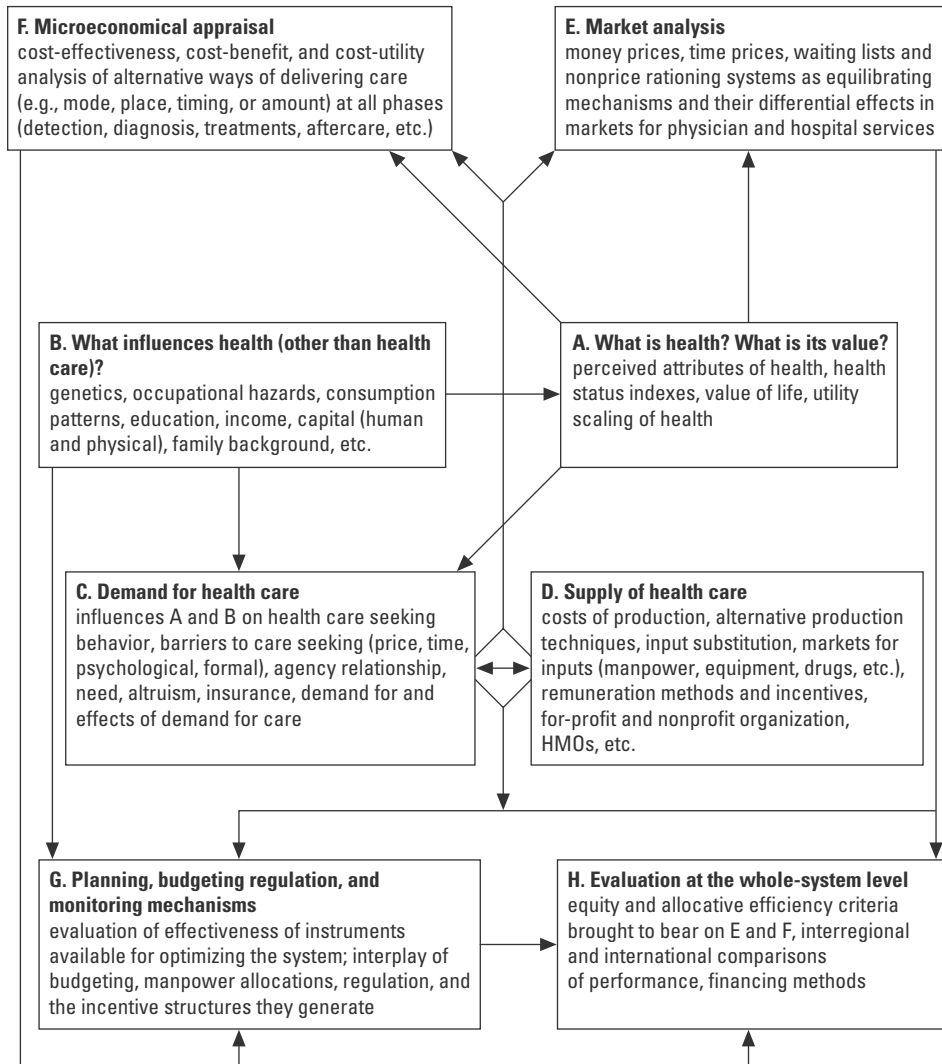 F. Microeconomical appraisal
cost-effectiveness, cost-benefit, and cost-utility
analysis of alternative ways of delivering care
(e.g., mode, place, timing, or amount) at all phases
(detection, diagnosis, treatments, aftercare, etc.)
E. Market analysis
money prices, time prices, waiting lists and
nonprice rationing systems as equilibrating
mechanisms and their differential effects in
markets for physician and hospital services
B. What influences health (other than health
care)?
genetics, occupational hazards, consumption
patterns, education, income, capital (human
and physical), family background, etc.
A. What is health? What is its value?
perceived attributes of health, health
status indexes, value of life, utility
scaling of health
C. Demand for health care
influences A and B on health care seeking
behavior, barriers to care seeking (price, time,
psychological, formal), agency relationship,
need, altruism, insurance, demand for and
effects of demand for care
D. Supply of health care
costs of production, alternative production
techniques, input substitution, markets for
inputs (manpower, equipment, drugs, etc.),
remuneration methods and incentives,
for-profit and nonprofit organization,
HMOs, etc.
G. Planning, budgeting regulation, and
monitoring mechanisms
evaluation of effectiveness of instruments
available for optimizing the system; interplay of
budgeting, manpower allocations, regulation, and
the incentive structures they generate
H. Evaluation at the whole-system level
equity and allocative efficiency criteria
brought to bear on E and F, interregional
and international comparisons
of performance, financing methods